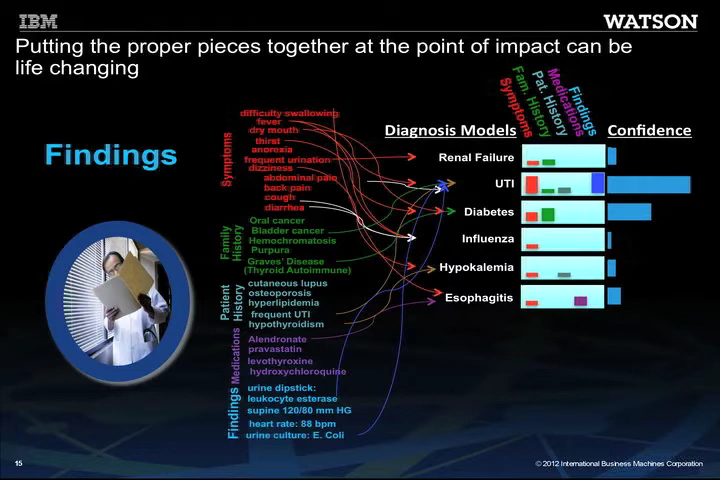 IBM
WATSON
Putting the proper pieces together at the point of impact can be
life changing
Findings
Symptoms
difficulty swallowing
fever
dry mouth
thirst
anorexia
frequent urination
dizziness
abdominal pain
back pain
cough
diarrhea
Family
History
Oral cancer
Bladder cancer
Hemochromatosis
Purpura
Graves' Disease
(Thyroid Autoimmune)
Patient
History
cutaneous lupus
osteoporosis
hyperlipidemia
frequent UTI
hypothyroidism
Medications
Alendronate
pravastatin
levothyroxine
hydroxychloroquine
Findings
urine dipstick:
leukocyte esterase
supine 120/80 mm HG
heart rate: 88 bpm
urine culture: E. Coli
Symptoms
Fam. History
Pat. History
Medications
Findings
Diagnosis Models
Confidence
Renal Failure
UTI
Diabetes
Influenza
Hypokalemia
Esophagitis
15
© 2012 International Business Machines Corporation